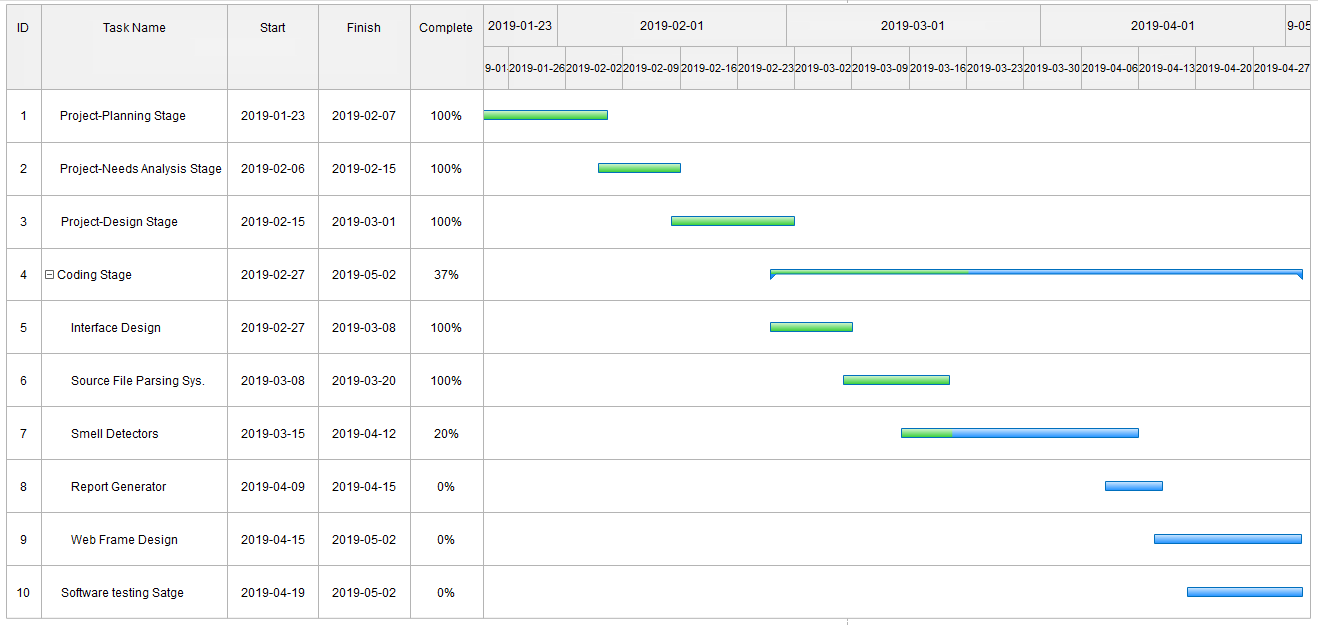 ID Task Name Start Finish Complete 2019-01-23 2019-02-01 2019-03-01 2019-04-01 9-05
9-01 2019-01-26 2019-02-02 2019-02-09 2019-02-16 2019-02-23 2019-03-02 2019-03-09 2019-03-16 2019-03-23 2019-03-30 2019-04-06 2019-04-13 2019-04-20 2019-04-27
1 Project-Planning Stage 2019-01-23 2019-02-07 100%
2 Project-Needs Analysis Stage 2019-02-06 2019-02-15 100%
3 Project-Design Stage 2019-02-15 2019-03-01 100%
4 Coding Stage 2019-02-27 2019-05-02 37%
5 Interface Design 2019-02-27 2019-03-08 100%
6 Source File Parsing Sys. 2019-03-08 2019-03-20 100%
7 Smell Detectors 2019-03-15 2019-04-12 20%
8 Report Generator 2019-04-09 2019-04-15 0%
9 Web Frame Design 2019-04-15 2019-05-02 0%
10 Software testing Satge 2019-04-19 2019-05-02 0%